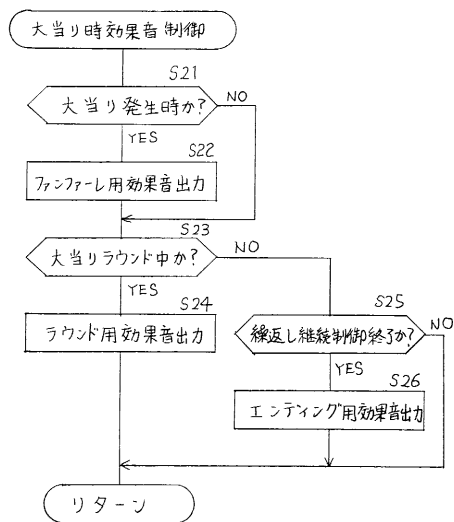 大当り時効果音制御
S21
大当り発生時か?
NO
YES
S22
ファンファーレ用効果音出力
S23
大当りラウンド中か?
NO
YES
S24
ラウンド用効果音出力
S25
繰返し継続制御終了か?
NO
YES
S26
エンディング用効果音出力
リターン